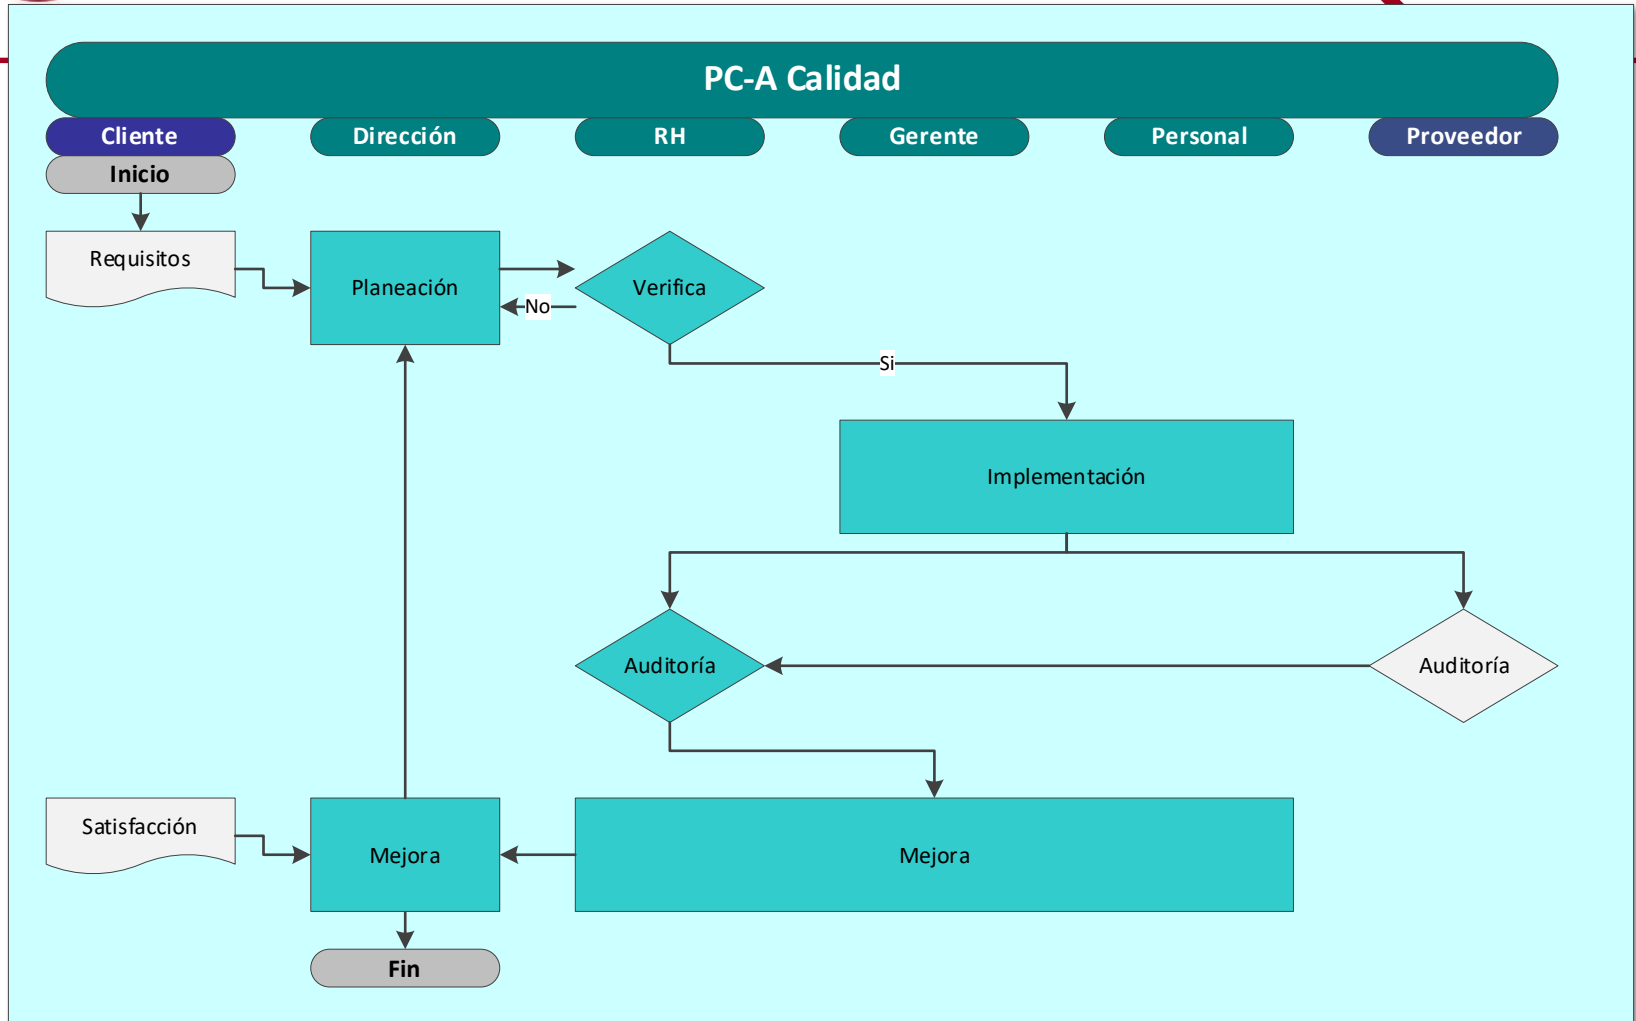 PC-A Calidad
Cliente
Dirección
RH
Gerente
Personal
Proveedor
Inicio
Requisitos
Planeación
Verifica
No
Si
Implementación
Auditoría
Auditoría
Satisfacción
Mejora
Mejora
Fin